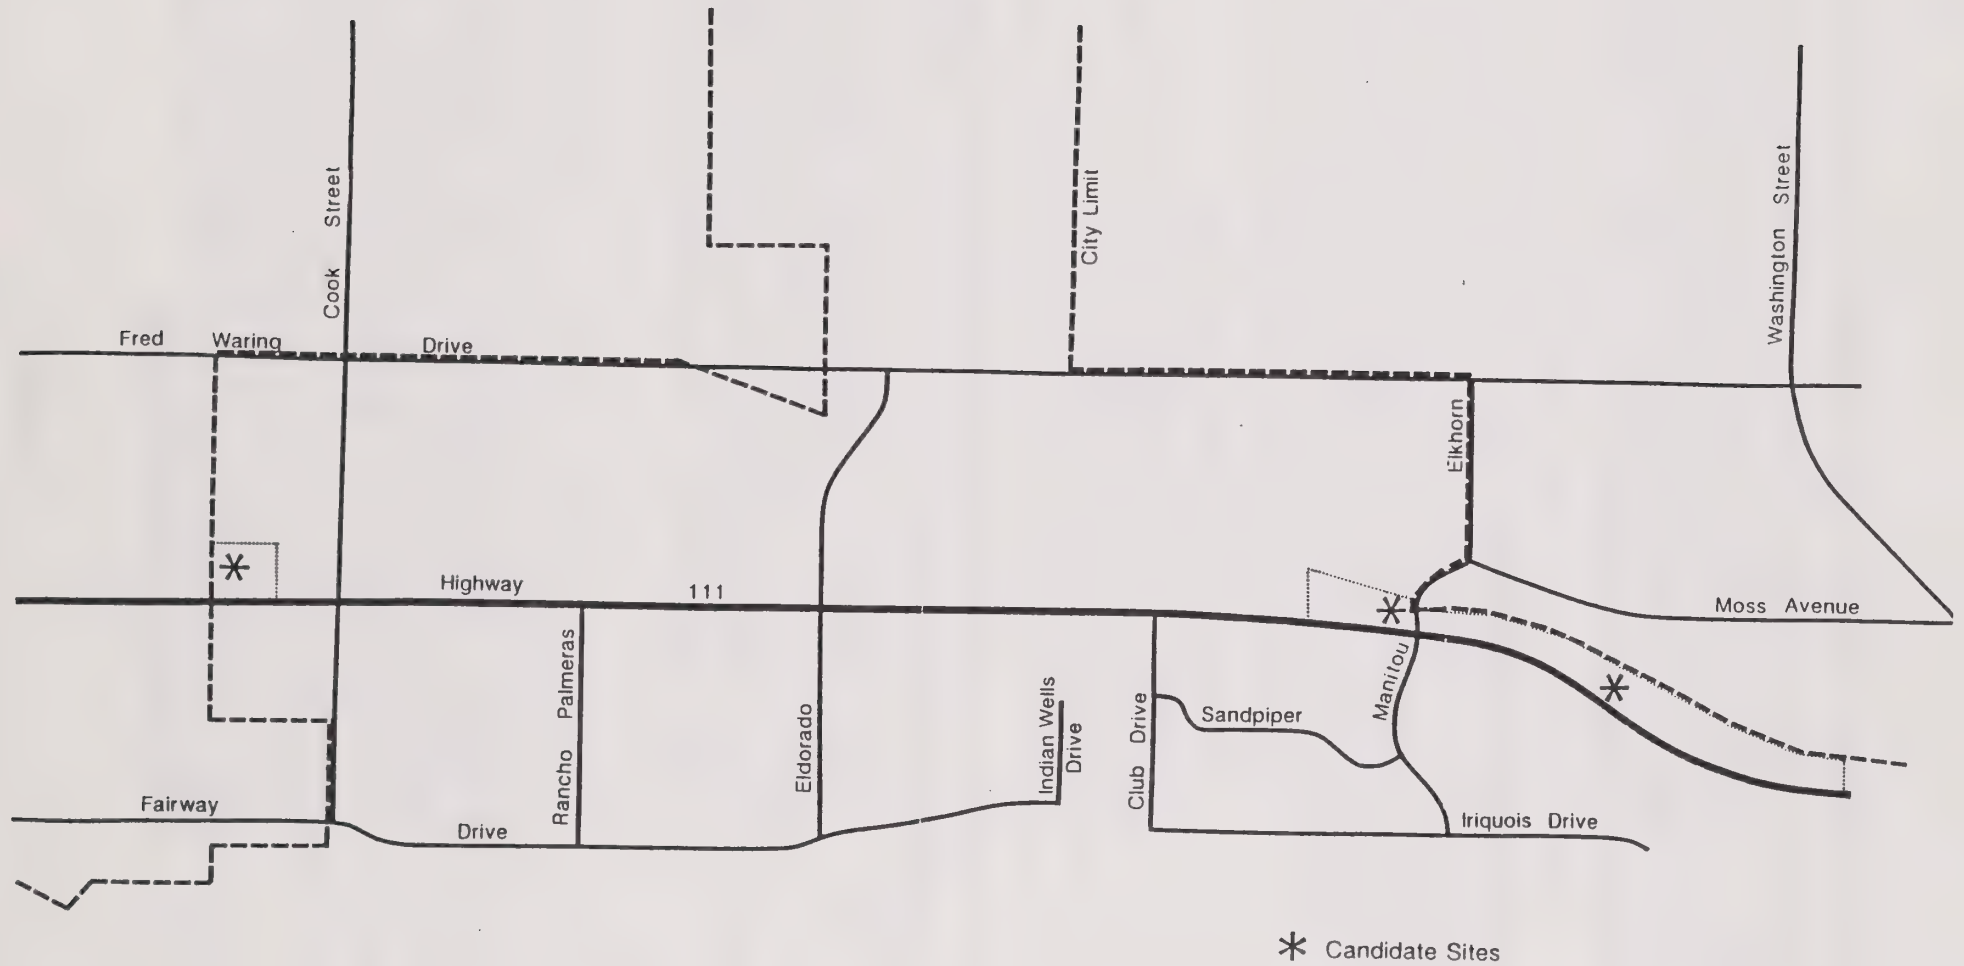 Cook Street
City Limit
Washington Street
Fred Waring Drive
Elkhorn
Highway 111
Moss Avenue
Rancho Palmeras
Eldorado
Indian Wells
Drive
Club Drive
Sandpiper
Manitou
Fairway Drive
Iriquois Drive
Candidate Sites